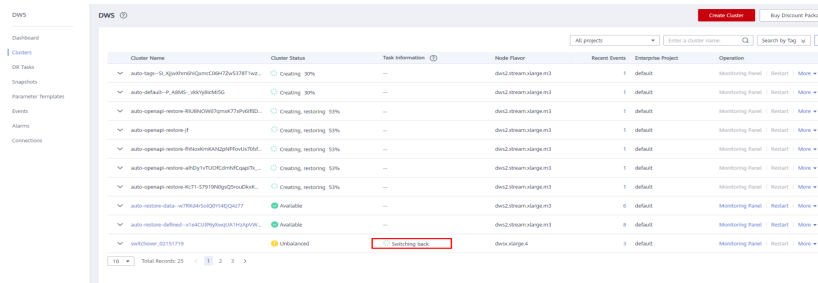 DWS
DWS
Create Cluster
Buy Discount Packa
Dashboard
Clusters
DR Tasks
Snapshots
Parameter Templates
Events
Alarms
Connections
All projects
Enter a cluster name.
Search by Tag
Cluster Name Cluster Status Task Information Node Flavor Recent Events Enterprise Project Operation
Creating 30% -- dws2.stream.xlarge.m3 1 default Monitoring Panel Restart More
Creating 30% -- dws2.stream.xlarge.m3 1 default Monitoring Panel Restart More
Creating, restoring 53% -- dws2.stream.xlarge.m3 1 default Monitoring Panel Restart More
auto-openapi-restore-jf Creating, restoring 53% -- dws2.stream.xlarge.m3 1 default Monitoring Panel Restart More
Creating, restoring 53% -- dws2.stream.xlarge.m3 1 default Monitoring Panel Restart More
Creating, restoring 53% -- dws2.stream.xlarge.m3 1 default Monitoring Panel Restart More
Creating, restoring 53% -- dws2.stream.xlarge.m3 1 default Monitoring Panel Restart More
Available -- dws2.stream.xlarge.m3 6 default Monitoring Panel Restart More
Available -- dws2.stream.xlarge.m3 8 default Monitoring Panel Restart More
switchover_02151719 Unbalanced Switching back dwsx.xlarge.4 3 default Monitoring Panel Restart More
10 Total Records: 25 < 1 2 3 >